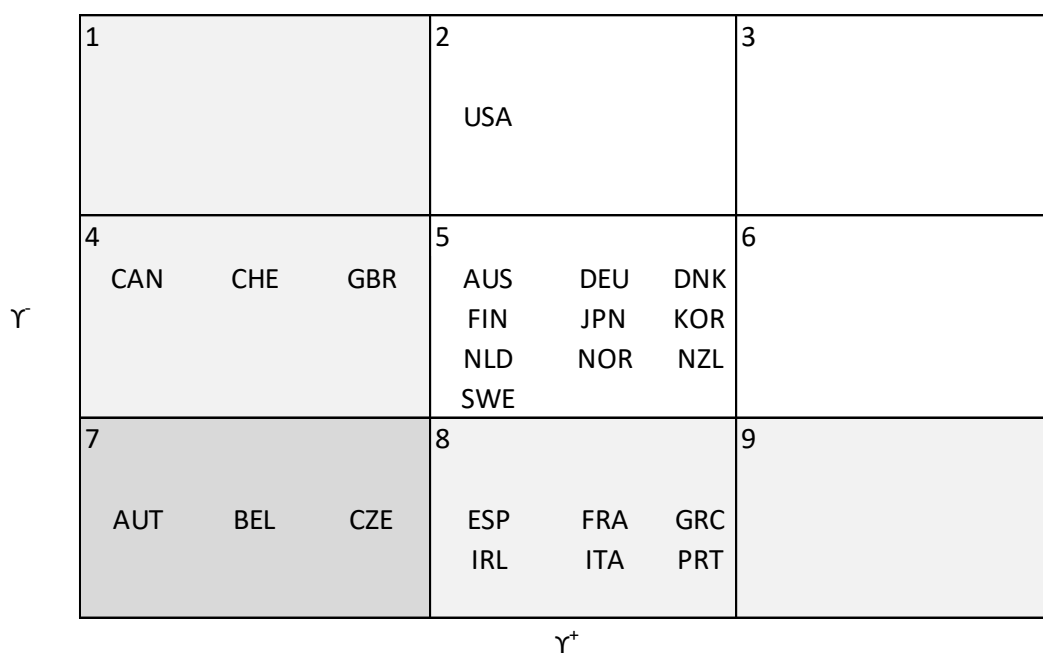 1 2 3
USA
4 5 6
CAN CHE GBR AUS DEU DNK
FIN JPN KOR
ϒ-
NLD NOR NZL
SWE
7 8 9
AUT BEL CZE ESP FRA GRC
IRL ITA PRT
ϒ+